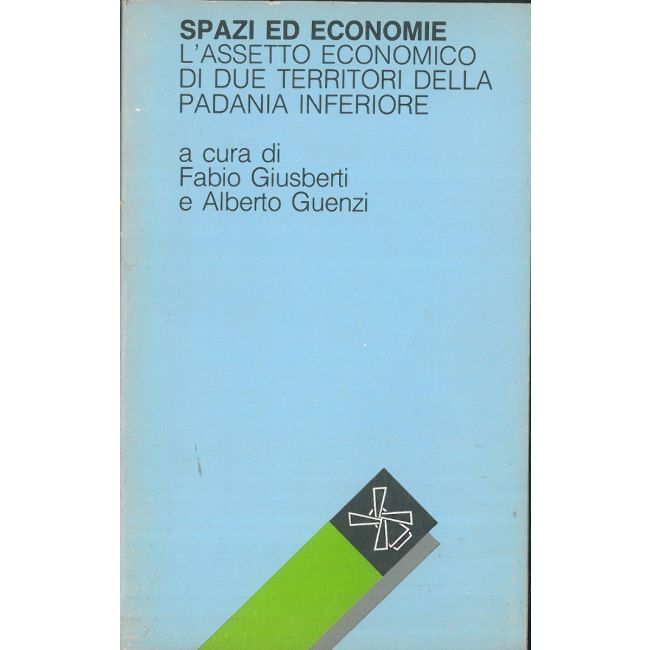 SPAZI ED ECONOMIE
L'ASSETTO ECONOMICO
DI DUE TERRITORI DELLA
PADANIA INFERIORE
a cura di
Fabio Giusberti
e Alberto Guenzi